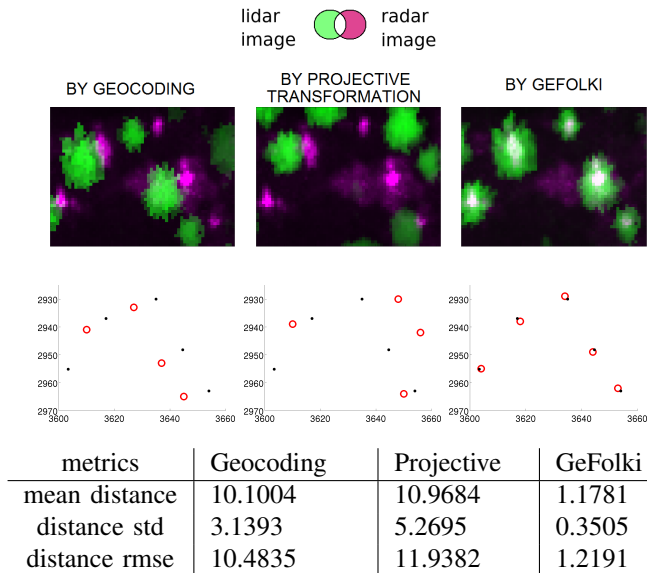 lidar image
radar image
BY GEOCODING
BY PROJECTIVE
TRANSFORMATION
BY GEFOLKI
2930
2940
2950
2960
2970
3600 3620 3640 3660
2930
2940
2950
2960
2970
3600 3620 3640 3660
2930
2940
2950
2960
2970
3600 3620 3640 3660
metrics Geocoding Projective GeFolki
mean distance 10.1004 10.9684 1.1781
distance std 3.1393 5.2695 0.3505
distance rmse 10.4835 11.9382 1.2191